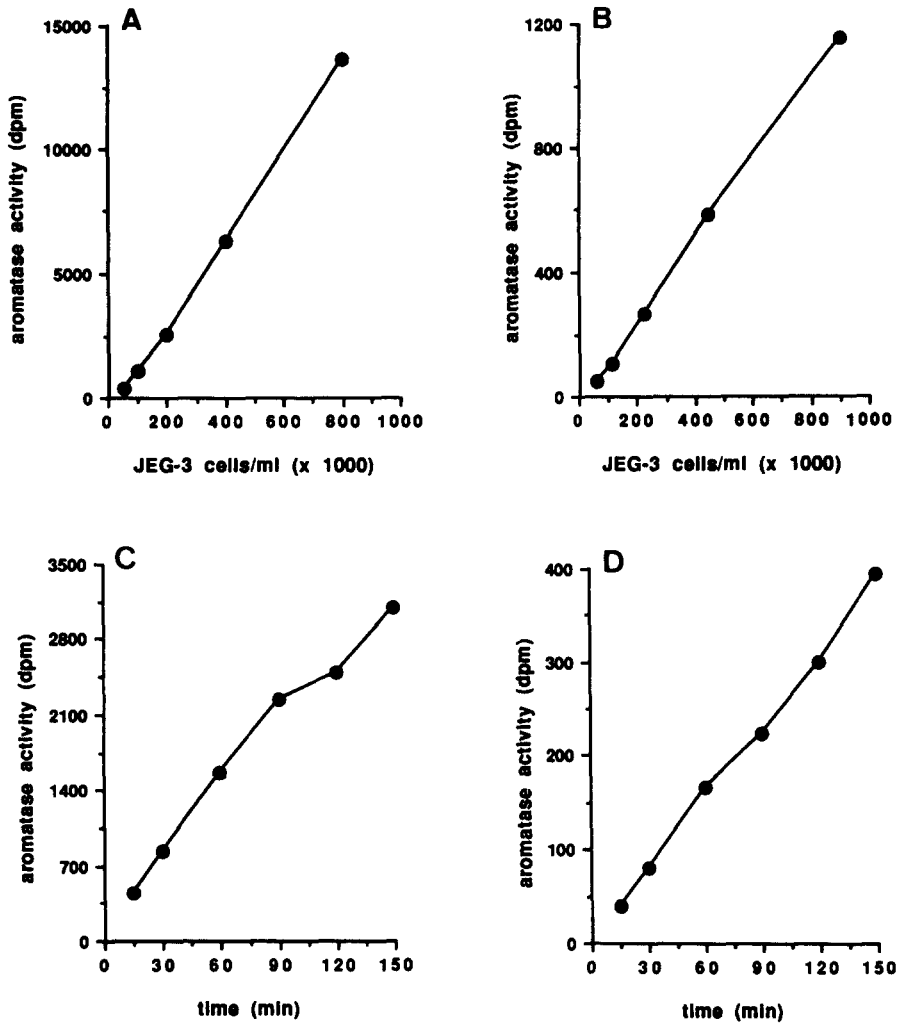 A
15000
10000
5000
0
aromatase activity (dpm)
0 200 400 600 800 1000
JEG-3 cells/ml (x 1000)
B
1200
800
400
0
aromatase activity (dpm)
0 200 400 600 800 1000
JEG-3 cells/ml (x 1000)
C
3500
2800
2100
1400
700
0
aromatase activity (dpm)
0 30 60 90 120 150
time (min)
D
400
300
200
100
0
aromatase activity (dpm)
0 30 60 90 120 150
time (min)